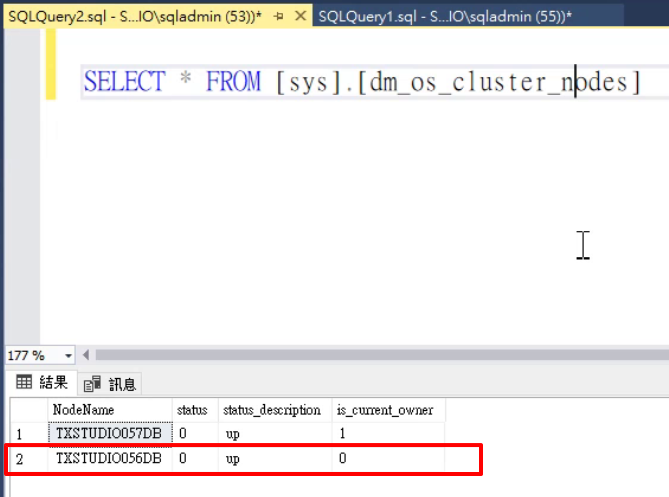 SQLQuery2.sql - S...IO\sqladmin (53))* SQLQuery1.sql - S...IO\sqladmin (55))*
SELECT * FROM [sys].[dm_os_cluster_nodes]
177 %
結果 訊息
NodeName status status_description is_current_owner
1 TXSTUDIO057DB 0 up 1
2 TXSTUDIO056DB 0 up 0